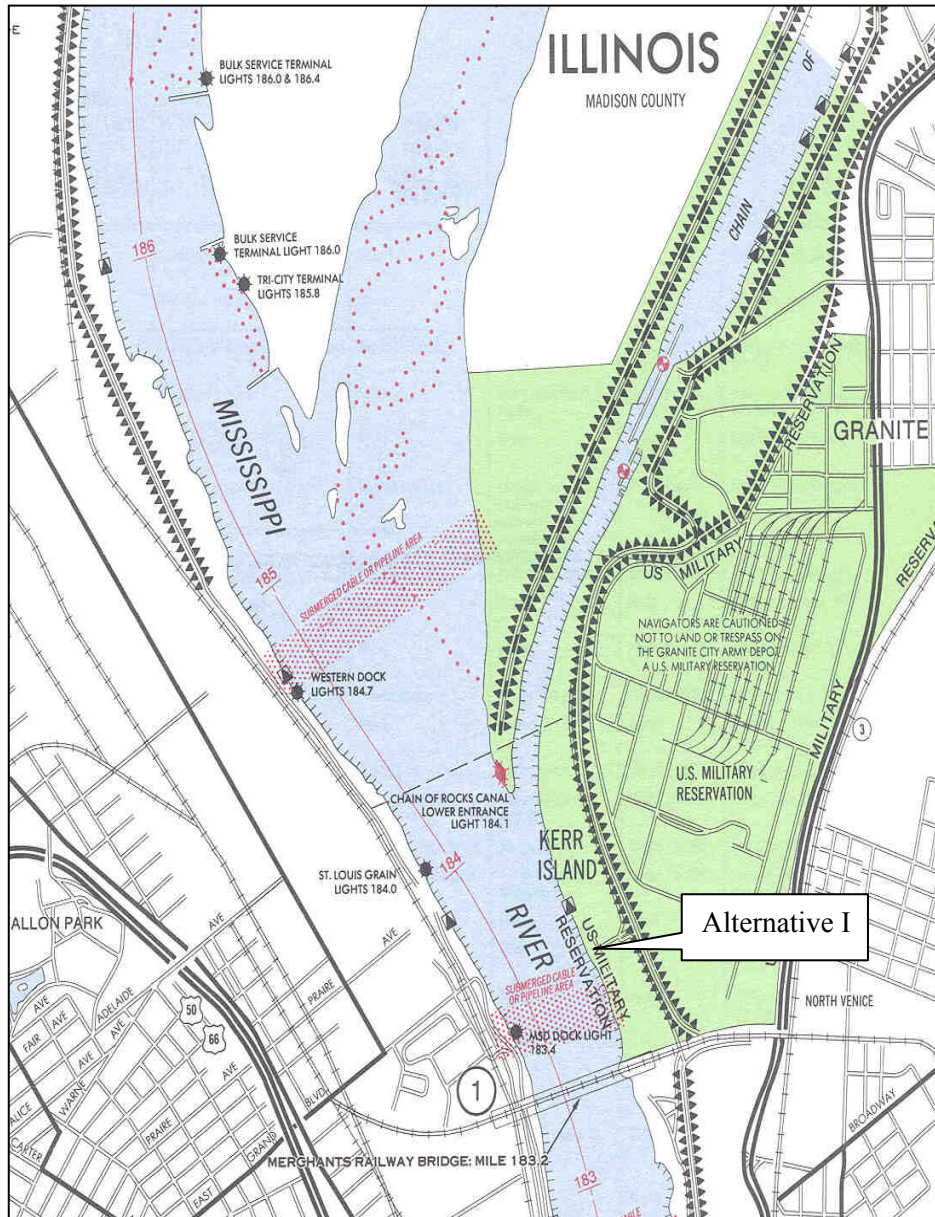 E
BULK SERVICE TERMINAL
LIGHTS 186.0 & 186.4
ILLINOIS
MADISON COUNTY
OF
CHAIN
186
BULK SERVICE
TERMINAL LIGHT 186.0
TRI-CITY TERMINAL
LIGHTS 185.8
MISSISSIPPI
RESERVATION
GRANITE
185
SUBMERGED CABLE OR PIPELINE AREA
US MILITARY
RESERVA
NAVIGATORS ARE CAUTIONED
NOT TO LAND OR TRESPASS ON
THE GRANITE CITY ARMY DEPOT
A U.S. MILITARY RESERVATION
WESTERN DOCK
LIGHTS 184.7
MILITARY
3
U.S. MILITARY
RESERVATION
CHAIN OF ROCKS CANAL
LOWER ENTRANCE
LIGHT 184.1
KERR
ISLAND
184
ST. LOUIS GRAIN
LIGHTS 184.0
ALLON PARK
AVE
PRAIRE
RIVER
US MILITARY
RESERVATION
Alternative I
SUBMERGED CABLE
OR PIPELINE AREA
NORTH VENICE
AVE
ADELAIDE
50
66
FAIR AVE
AVE
WARNE AVE
MSD DOCK LIGHT
183.4
1
AVE
BLVD
ALICE
CARTER
PRAIRE
AVE
GRAND
EAST
BROADWAY
MERCHANTS RAILWAY BRIDGE: MILE 183.2
183